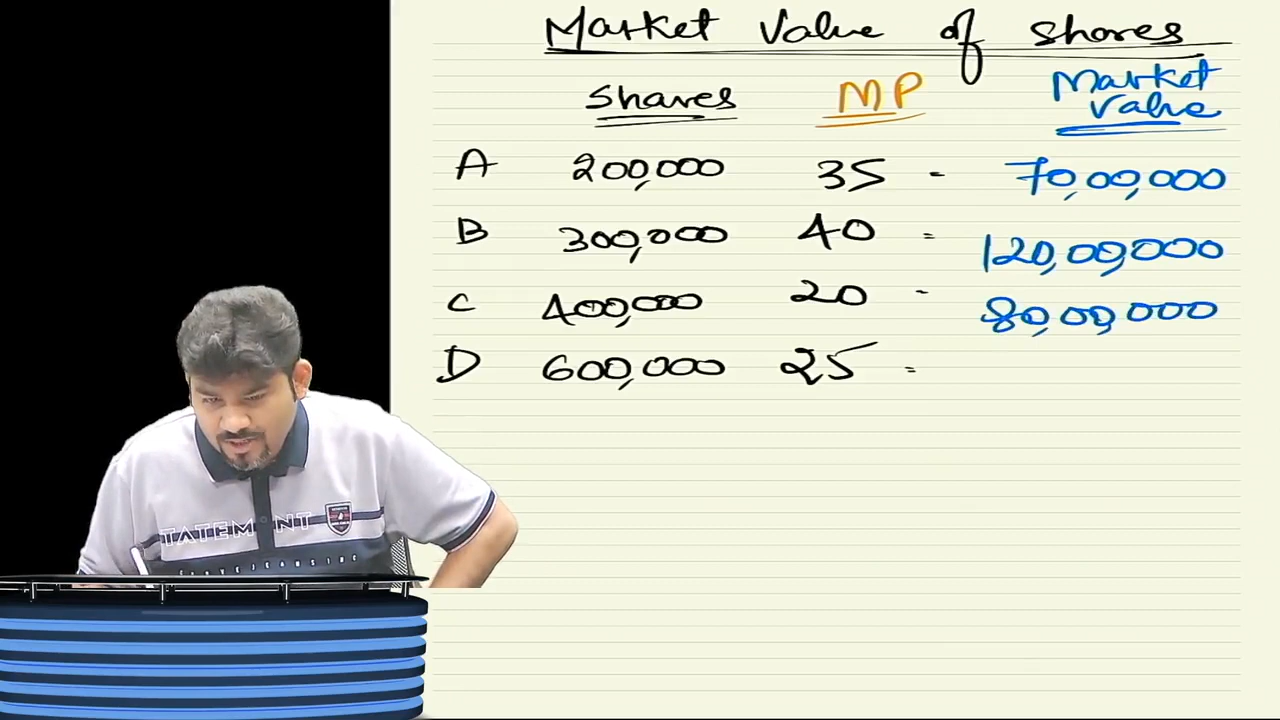 Market Value of Shares
Shares MP Market Value
A 200,000 35 - 70,00,000
B 300,000 40 = 120,00,000
C 400,000 20 - 80,00,000
D 600,000 25 =
TATEMENT